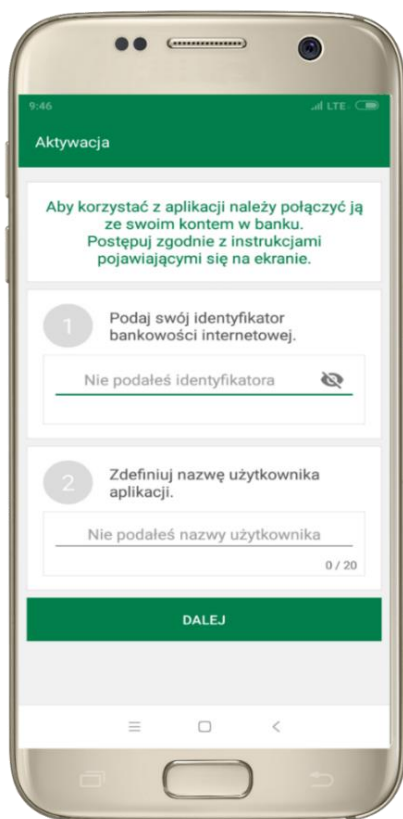 9:46
LTE
Aktywacja
Aby korzystać z aplikacji należy połączyć ją
ze swoim kontem w banku.
Postępuj zgodnie z instrukcjami
pojawiającymi się na ekranie.
1
Podaj swój identyfikator
bankowości internetowej.
Nie podałeś identyfikatora
2
Zdefiniuj nazwę użytkownika
aplikacji.
Nie podałeś nazwy użytkownika
0 / 20
DALEJ